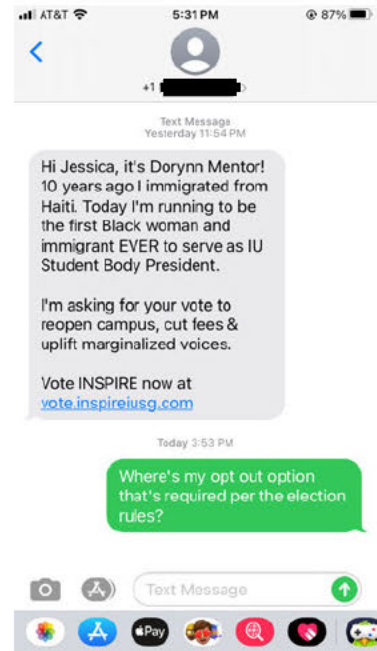 AT&T
5:31 PM
87%
+1
Text Message
Yesterday 11:54 PM
Hi Jessica, it's Dorynn Mentor!
10 years ago I immigrated from
Haiti. Today I'm running to be
the first Black woman and
immigrant EVER to serve as IU
Student Body President.
I'm asking for your vote to
reopen campus, cut fees &
uplift marginalized voices.
Vote INSPIRE now at
vote.inspireiusg.com
Today 3:53 PM
Where's my opt out option
that's required per the election
rules?
Text Message
Pay